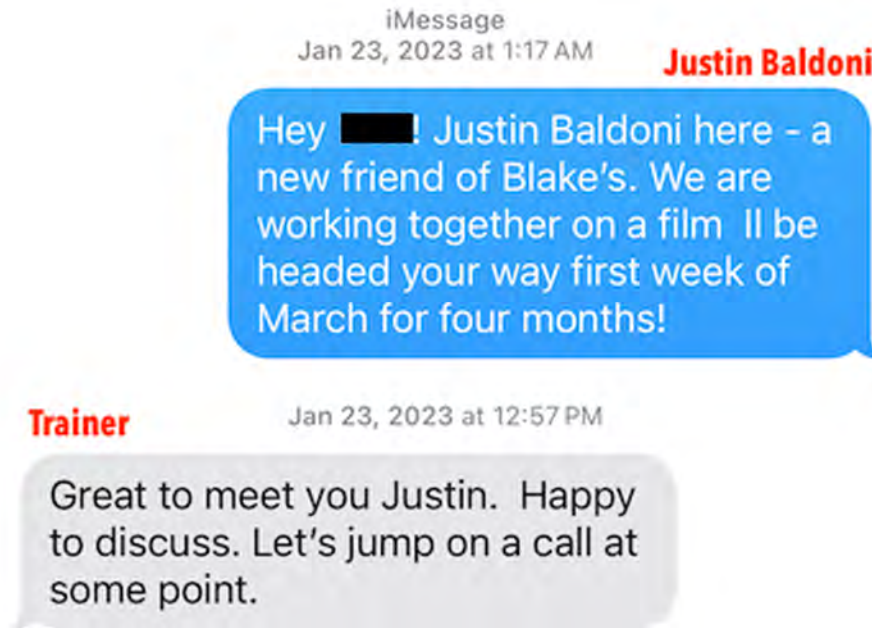 iMessage
Jan 23, 2023 at 1:17 AM
Justin Baldoni
Hey ! Justin Baldoni here - a
new friend of Blake's. We are
working together on a film  ll be
headed your way first week of
March for four months!
Trainer
Jan 23, 2023 at 12:57 PM
Great to meet you Justin.  Happy
to discuss. Let's jump on a call at
some point.